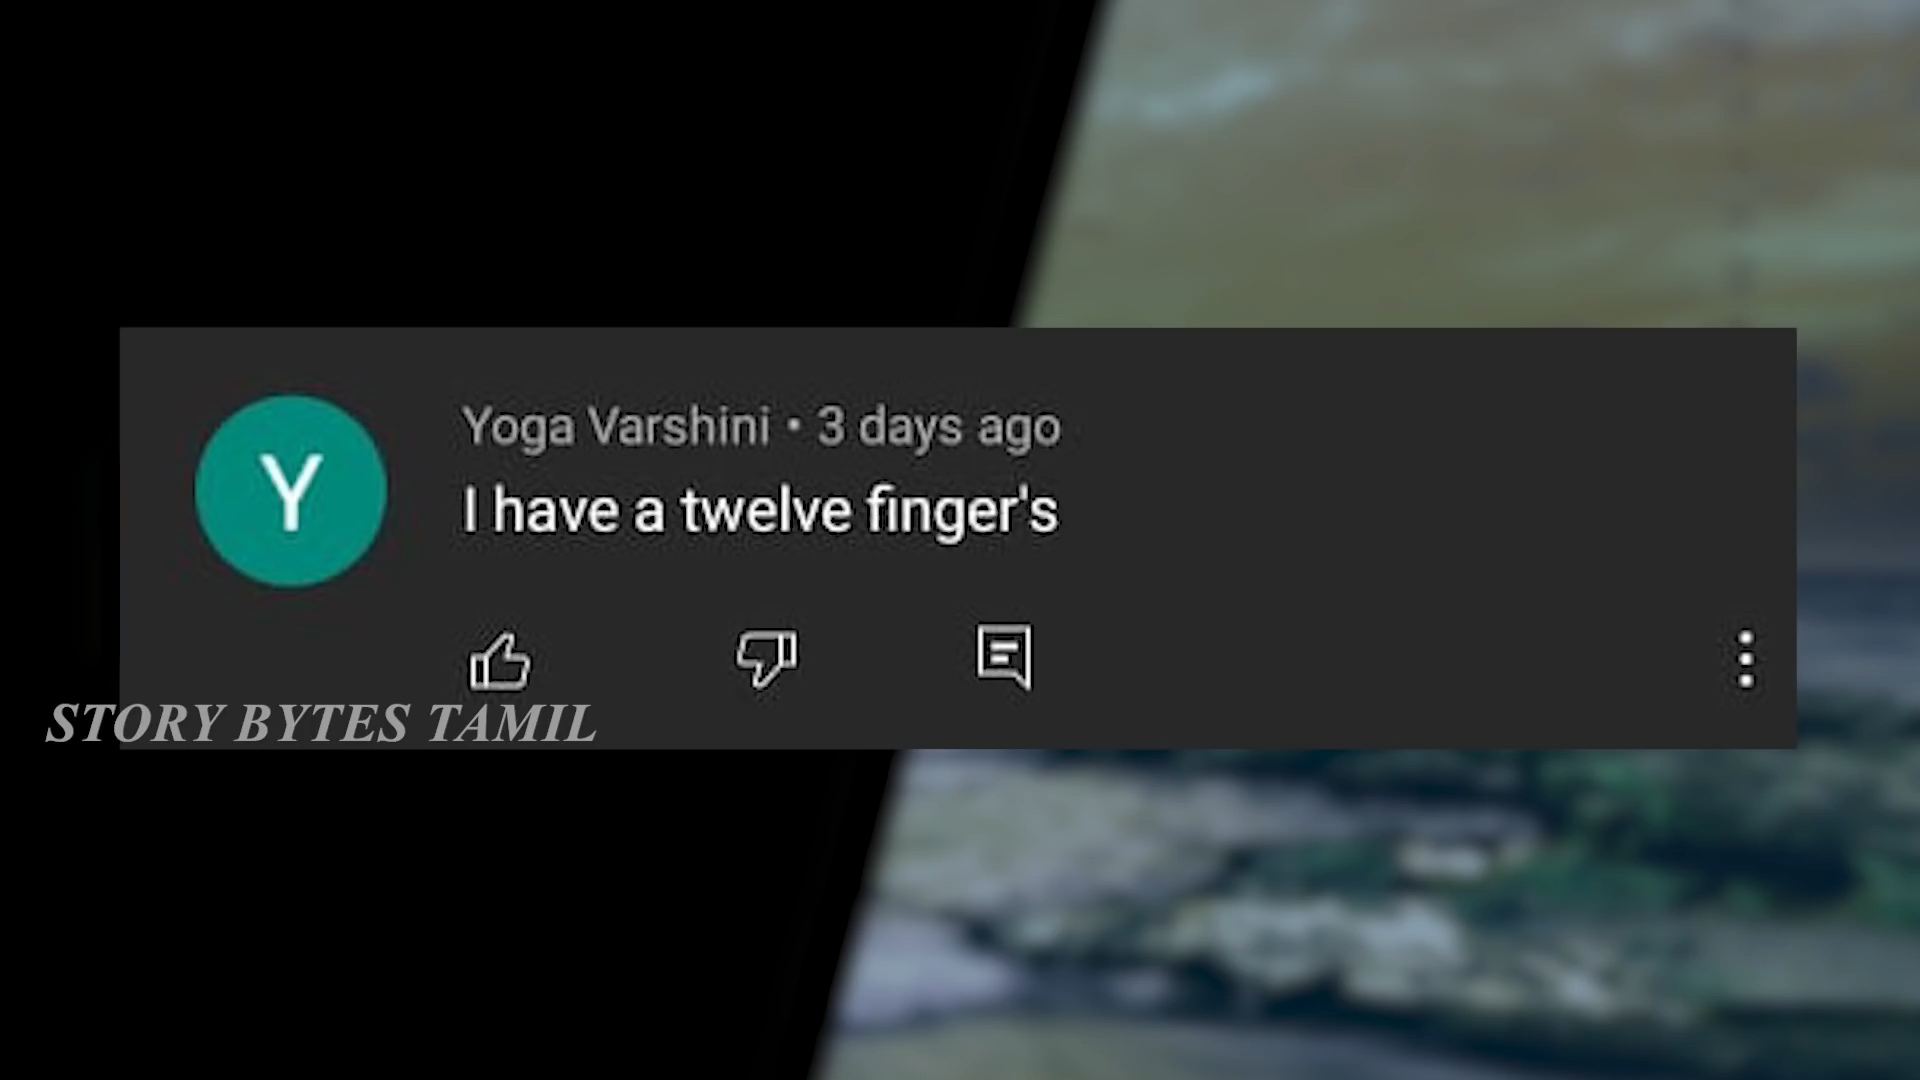 Yoga Varshini • 3 days ago
I have a twelve finger's
STORY BYTES TAMIL